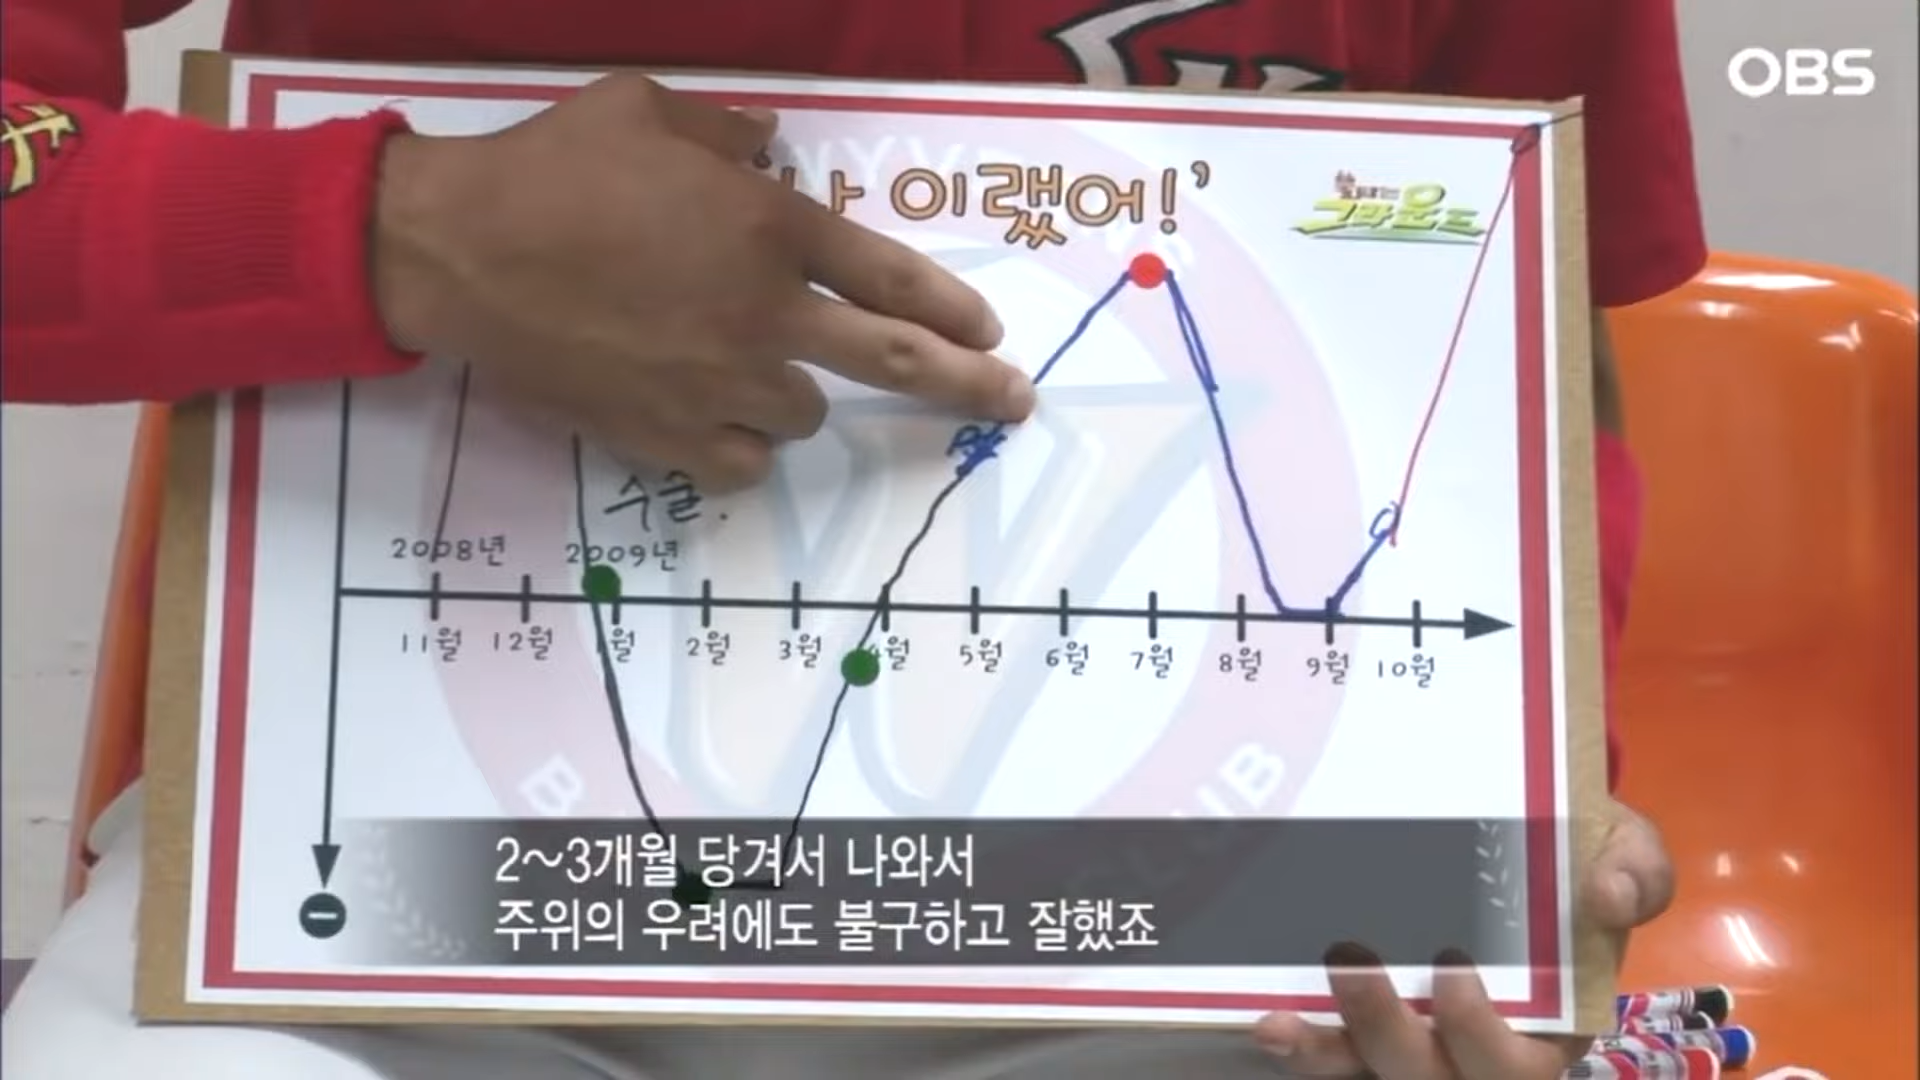 OBS
이랬어!’
그라운드
수술.
2008년 2009년
11월 12월 1월 2월 3월 4월 5월 6월 7월 8월 9월 10월
CLUB
2~3개월 당겨서 나와서
주위의 우려에도 불구하고 잘했죠